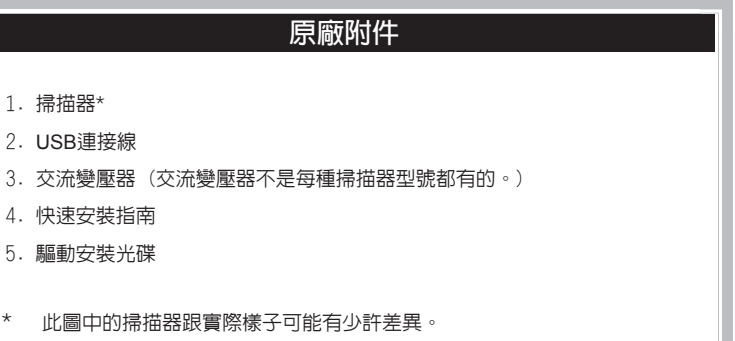 原廠附件
1. 掃描器*
2. USB連接線
3. 交流變壓器（交流變壓器不是每種掃描器型號都有的。）
4. 快速安裝指南
5. 驅動安裝光碟
* 此圖中的掃描器跟實際樣子可能有少許差異。